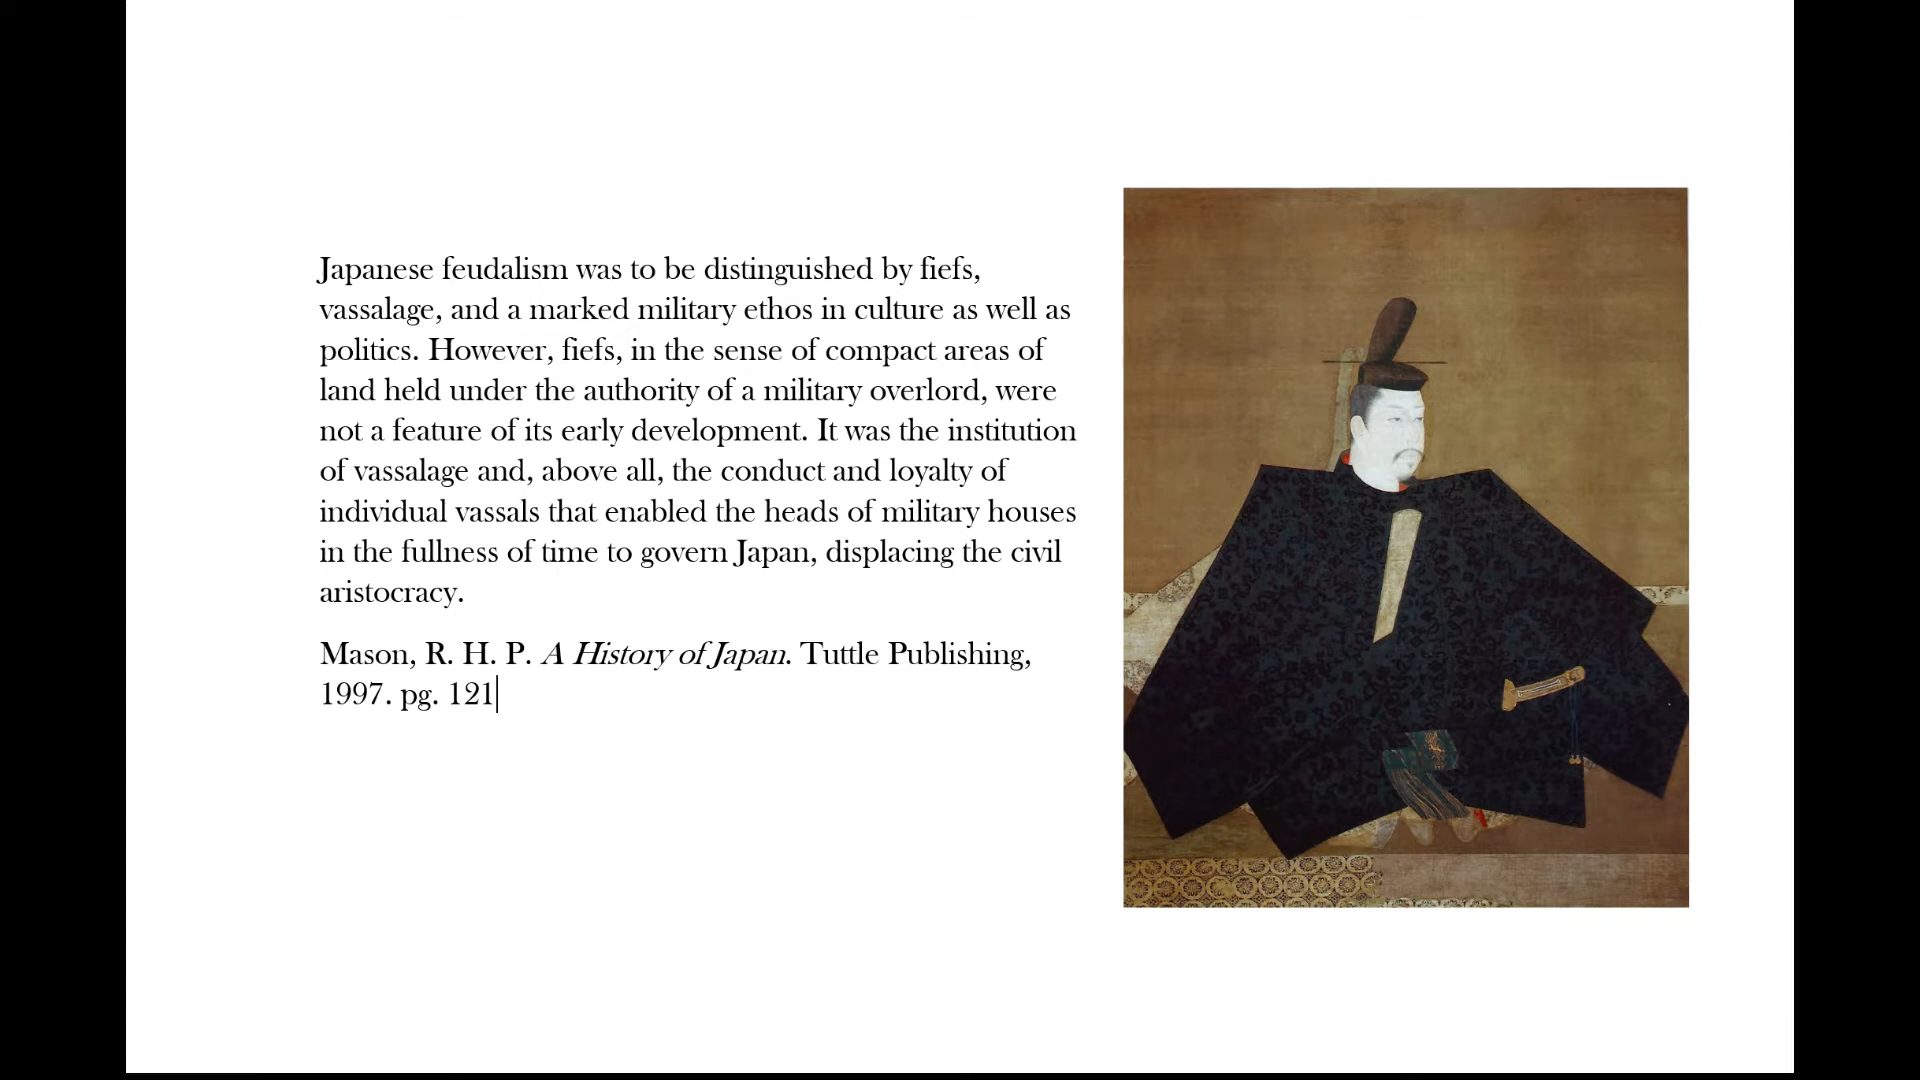 Japanese feudalism was to be distinguished by fiefs,
vassalage, and a marked military ethos in culture as well as
politics. However, fiefs, in the sense of compact areas of
land held under the authority of a military overlord, were
not a feature of its early development. It was the institution
of vassalage and, above all, the conduct and loyalty of
individual vassals that enabled the heads of military houses
in the fullness of time to govern Japan, displacing the civil
aristocracy.
Mason, R. H. P. A History of Japan. Tuttle Publishing,
1997. pg. 121